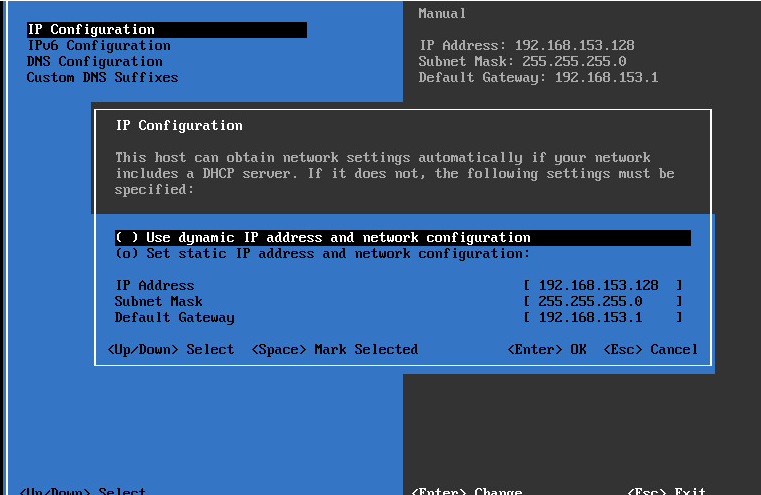 Manual
IP Configuration
IPv6 Configuration
DNS Configuration
Custom DNS Suffixes
IP Address: 192.168.153.128
Subnet Mask: 255.255.255.0
Default Gateway: 192.168.153.1
IP Configuration
This host can obtain network settings automatically if your network
includes a DHCP server. If it does not, the following settings must be
specified:
( ) Use dynamic IP address and network configuration
(o) Set static IP address and network configuration:
IP Address [ 192.168.153.128 ]
Subnet Mask [ 255.255.255.0 ]
Default Gateway [ 192.168.153.1 ]
<Up/Down> Select <Space> Mark Selected <Enter> OK <Esc> Cancel
<Up/Down> Select <Enter> Change <Esc> Exit